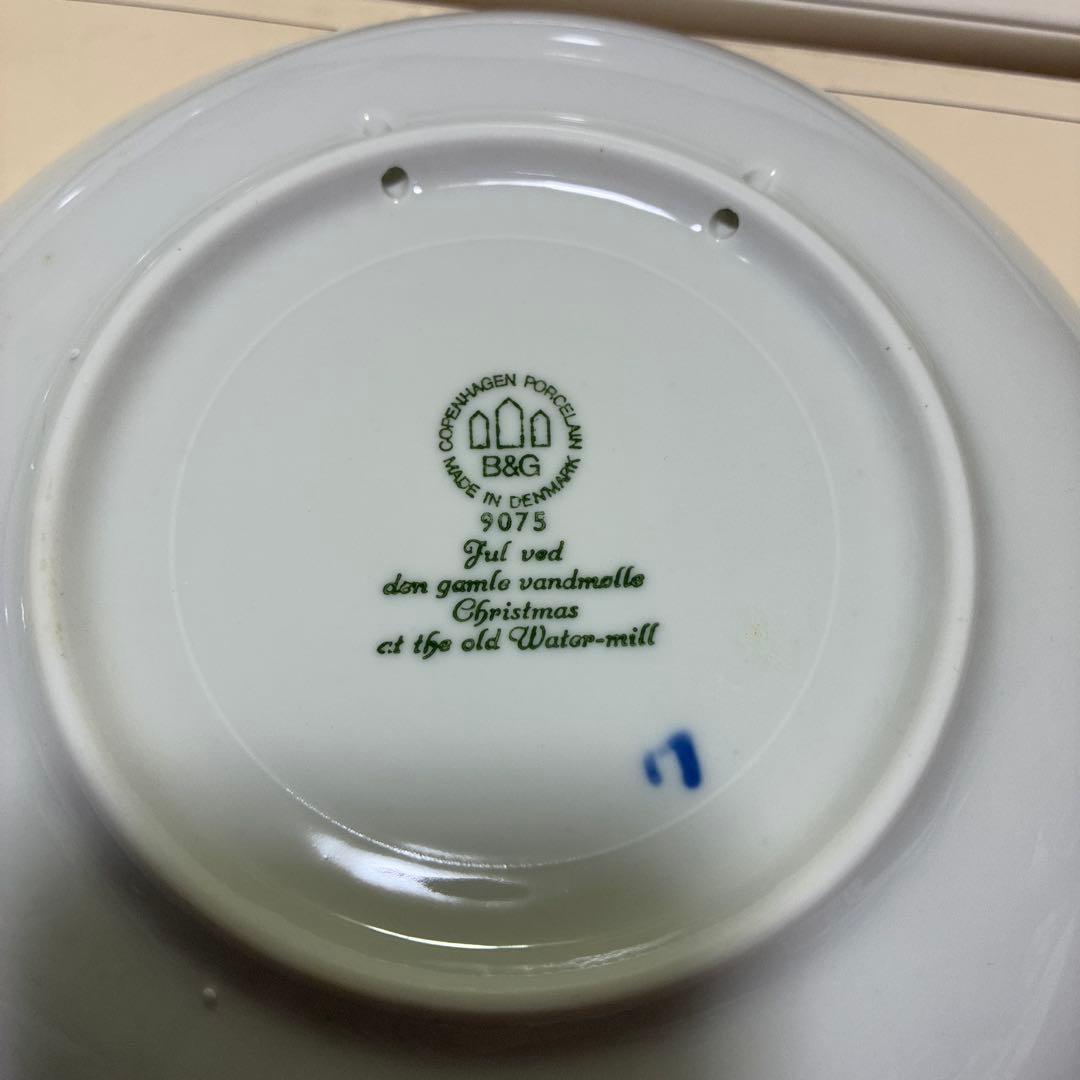 COPENHAGEN PORCELAIN
B&G
MADE IN DENMARK
9075
Jul ved
den gamle vandmølle
Christmas
at the old Water-mill